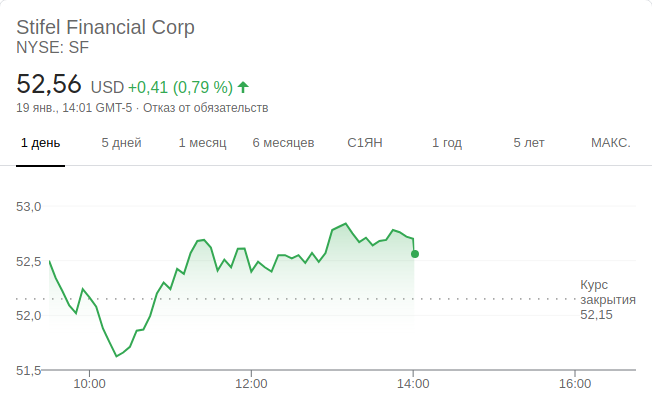 Stifel Financial Corp
NYSE: SF
52,56 USD +0,41 (0,79 %)
19 янв., 14:01 GMT-5 · Отказ от обязательств
1 день 5 дней 1 месяц 6 месяцев С1ЯН 1 год 5 лет МАКС.
53,0
52,5
52,0
51,5
Курс
закрытия
52,15
10:00 12:00 14:00 16:00